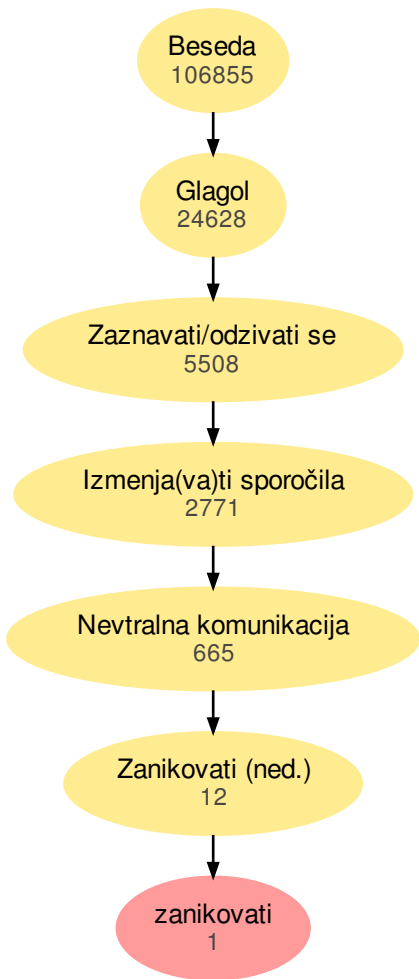 Beseda
106855
Glagol
24628
Zaznavati/odzivati se
5508
Izmenja(va)ti sporočila
2771
Nevtralna komunikacija
665
Zanikovati (ned.)
12
zanikovati
1